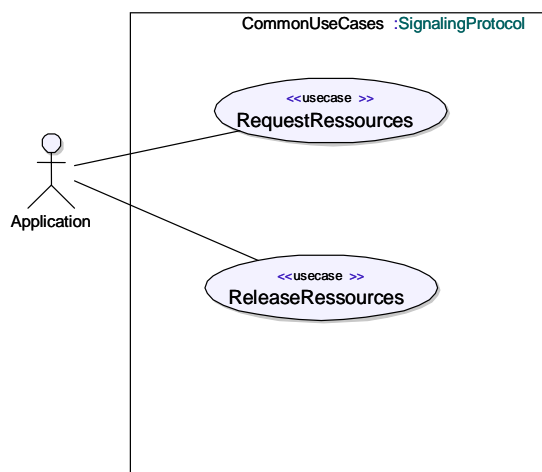 CommonUseCases :SignalingProtocol
<<usecase >>
RequestRessources
Application
<<usecase >>
ReleaseRessources